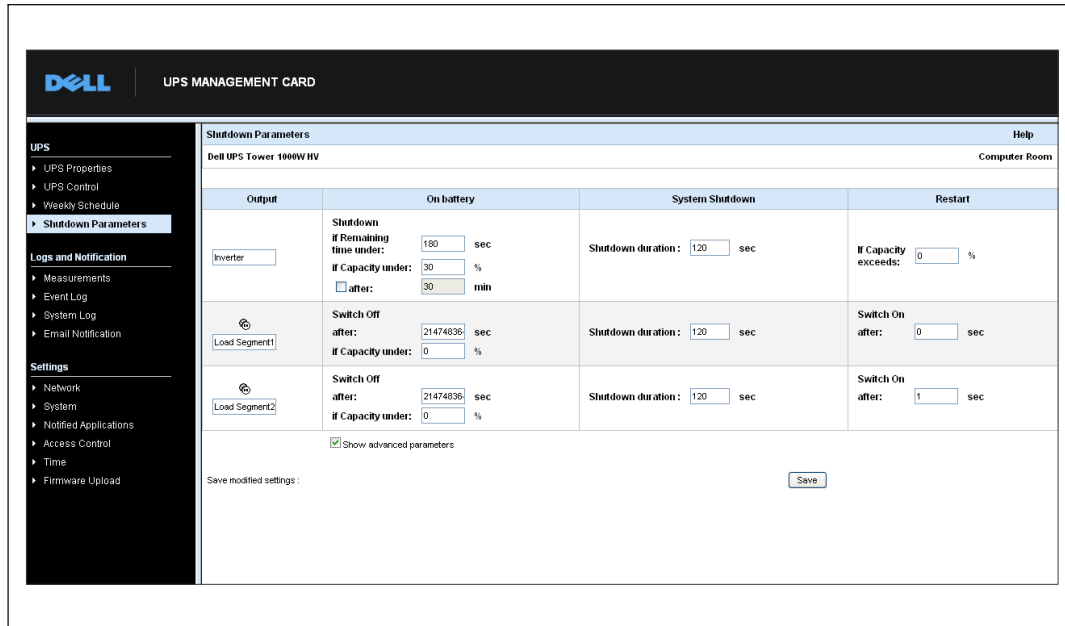 DELL
UPS MANAGEMENT CARD
UPS
UPS Properties
UPS Control
Weekly Schedule
Shutdown Parameters
Logs and Notification
Measurements
Event Log
System Log
Email Notification
Settings
Network
System
Notified Applications
Access Control
Time
Firmware Upload
Shutdown Parameters Help
Dell UPS Tower 1000W HV Computer Room
Output On battery System Shutdown Restart
Inverter
Shutdown
if Remaining
time under: 180 sec
if Capacity under: 30 %
after: 30 min
Shutdown duration : 120 sec
If Capacity
exceeds: 0 %
Load Segment1
Switch Off
after: 21474836 sec
if Capacity under: 0 %
Shutdown duration : 120 sec
Switch On
after: 0 sec
Load Segment2
Switch Off
after: 21474836 sec
if Capacity under: 0 %
Shutdown duration : 120 sec
Switch On
after: 1 sec
Show advanced parameters
Save modified settings : Save